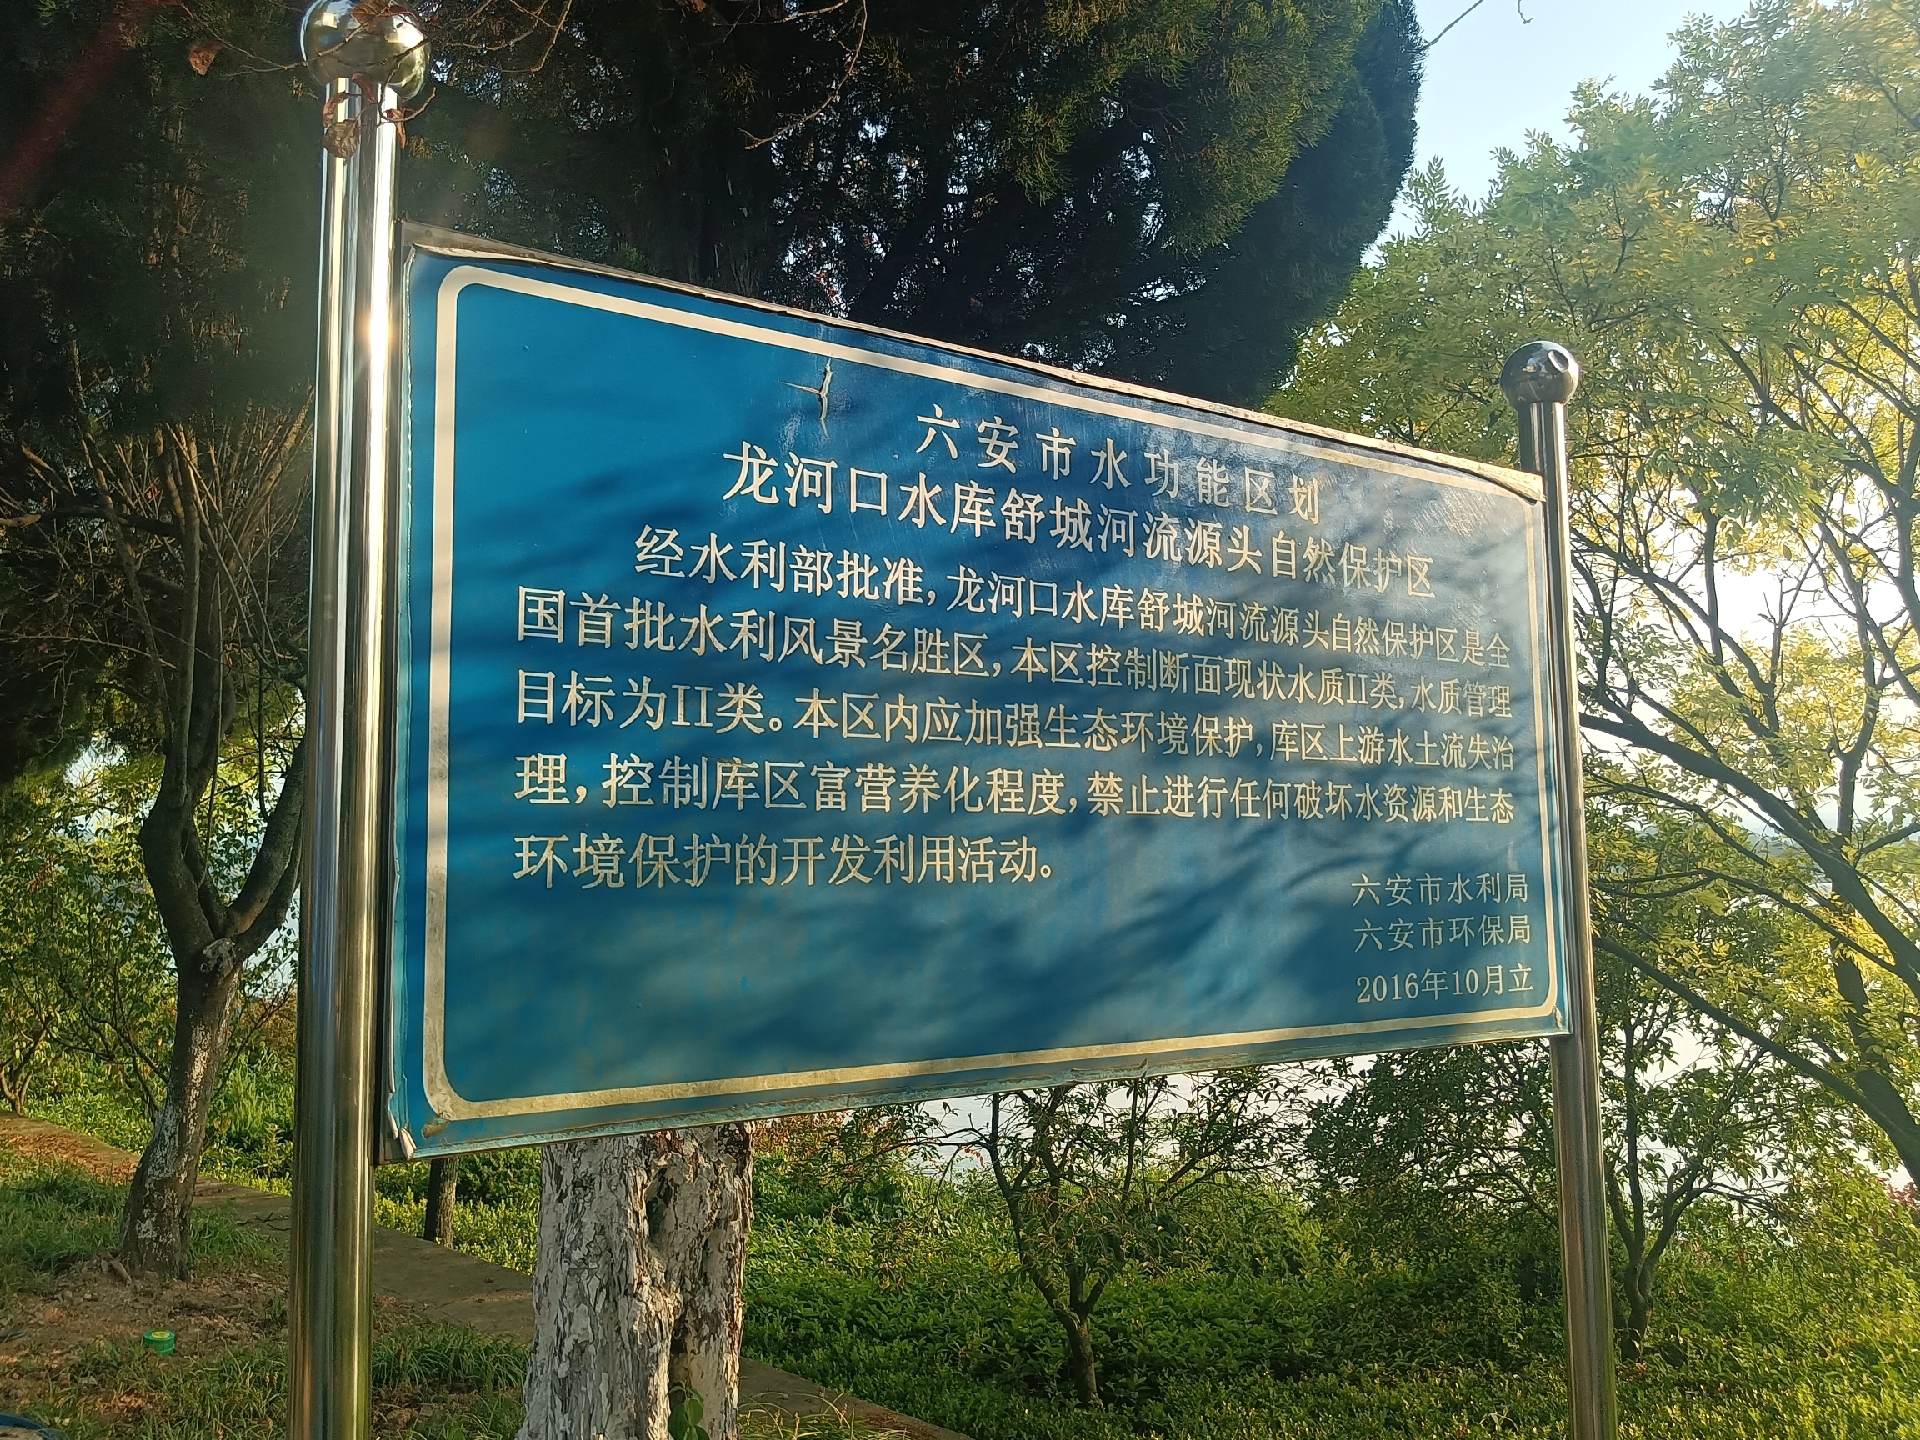 六安市水功能区划
龙河口水库舒城河流源头自然保护区
经水利部批准，龙河口水库舒城河流源头自然保护区是全
国首批水利风景名胜区，本区控制断面现状水质II类，水质管理
目标为II类。本区内应加强生态环境保护，库区上游水土流失治
理，控制库区富营养化程度，禁止进行任何破坏水资源和生态
环境保护的开发利用活动。
六安市水利局
六安市环保局
2016年10月立